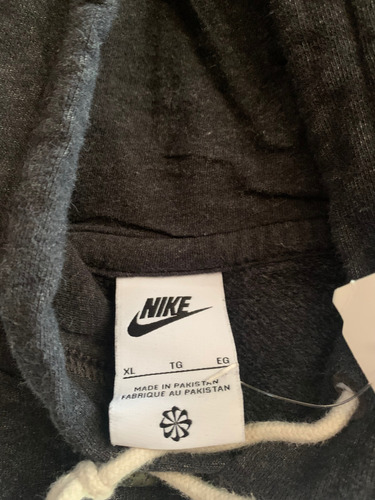 NIKE
XL TG EG
MADE IN PAKISTAN
FABRIQUE AU PAKISTAN